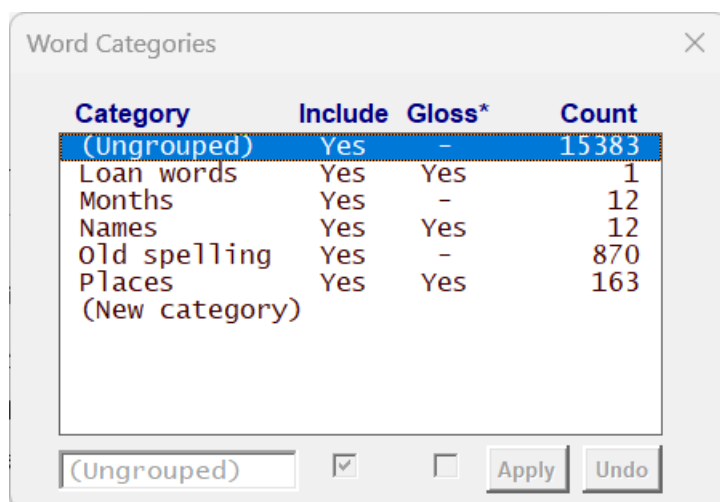 Word Categories
Category Include Gloss* Count
(Ungrouped) Yes - 15383
Loan words Yes Yes 1
Months Yes - 12
Names Yes Yes 12
Old spelling Yes - 870
Places Yes Yes 163
(New category)
(Ungrouped) Apply Undo